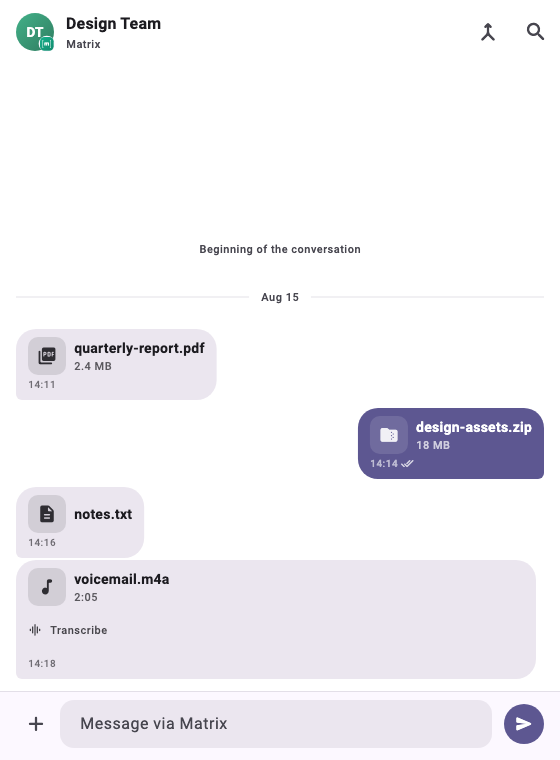 DT
Design Team
Matrix
Beginning of the conversation
Aug 15
PDF
quarterly-report.pdf
2.4 MB
14:11
design-assets.zip
18 MB
14:14
notes.txt
14:16
voicemail.m4a
2:05
Transcribe
14:18
Message via Matrix